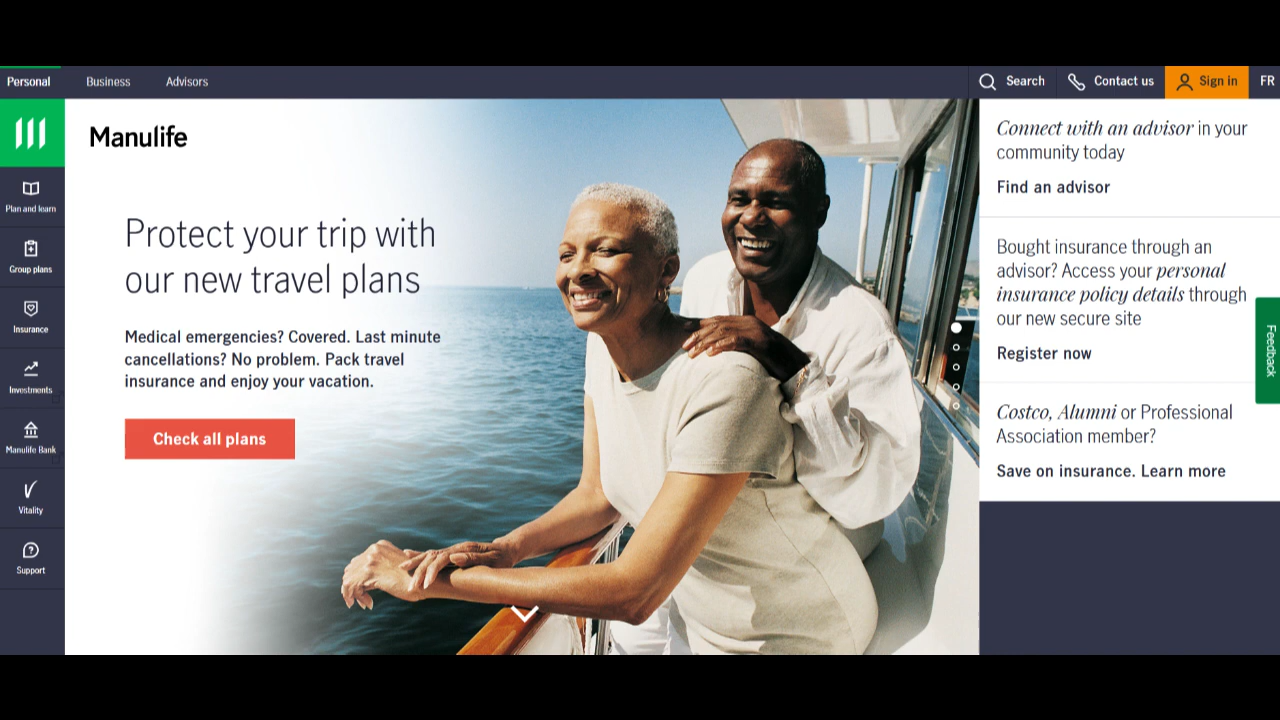 Personal
Business
Advisors
Search
Contact us
Sign in
FR
Plan and learn
Group plans
Insurance
Investments
Manulife Bank
Vitality
Support
Manulife
Protect your trip with
our new travel plans
Medical emergencies? Covered. Last minute
cancellations? No problem. Pack travel
insurance and enjoy your vacation.
Check all plans
Connect with an advisor in your
community today
Find an advisor
Bought insurance through an
advisor? Access your personal
insurance policy details through
our new secure site
Register now
Costco, Alumni or Professional
Association member?
Save on insurance. Learn more
Feedback